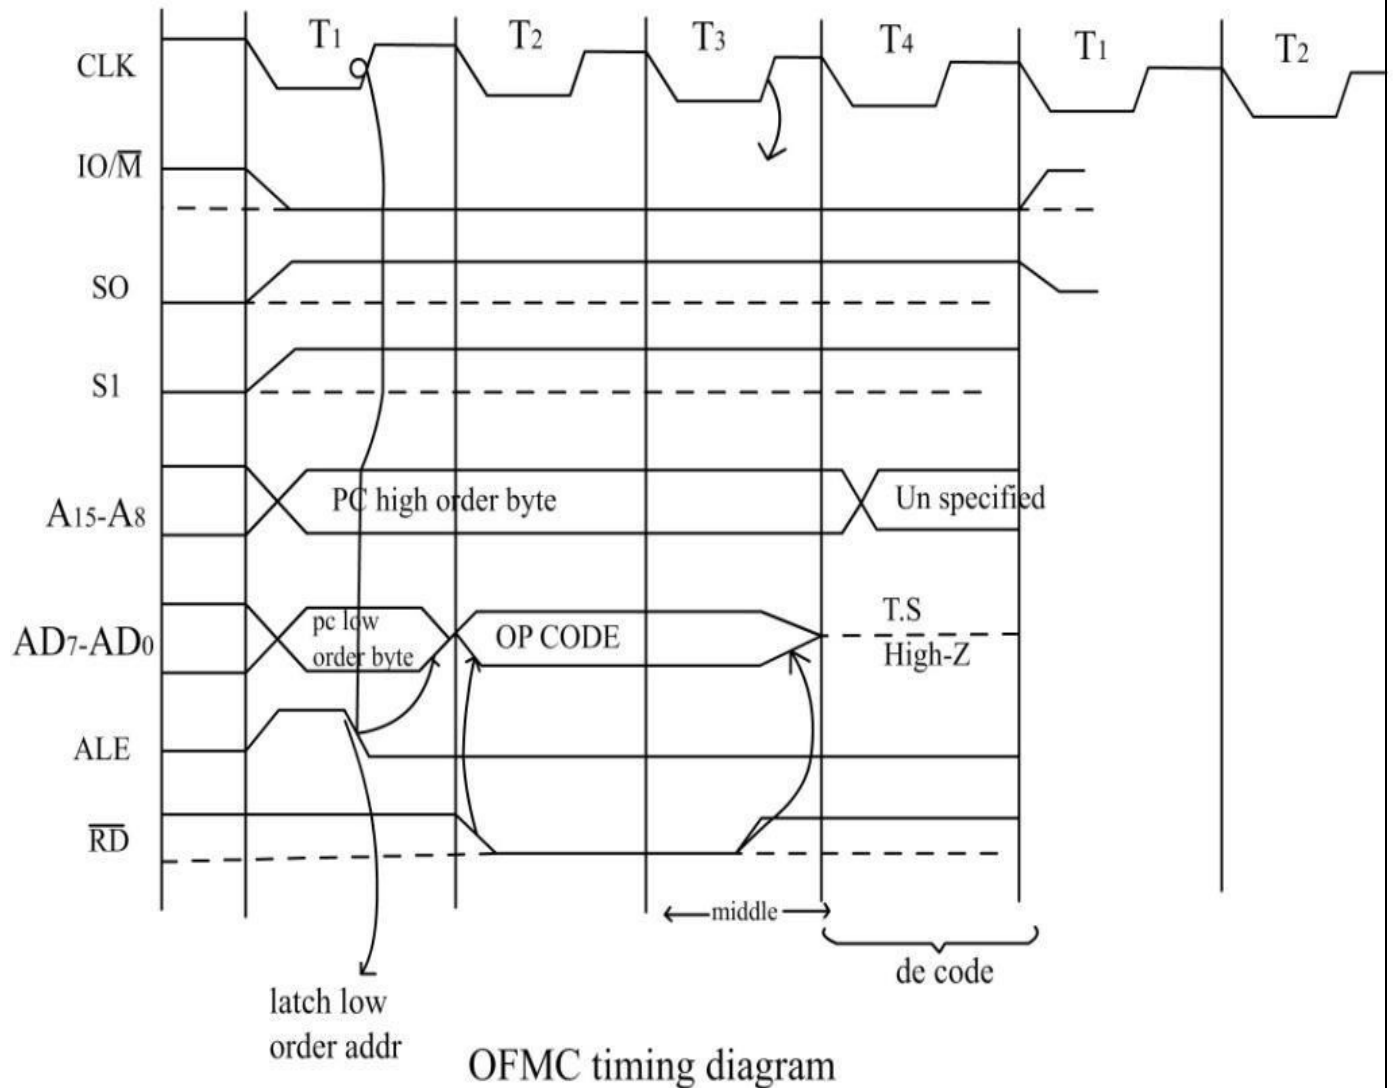 T1 T2 T3 T4 T1 T2
CLK
IO/M̅
SO
S1
A15-A8 PC high order byte Un specified
AD7-AD0 pc low order byte OP CODE T.S High-Z
ALE
R̅D̅
middle
de code
latch low
order addr
OFMC timing diagram